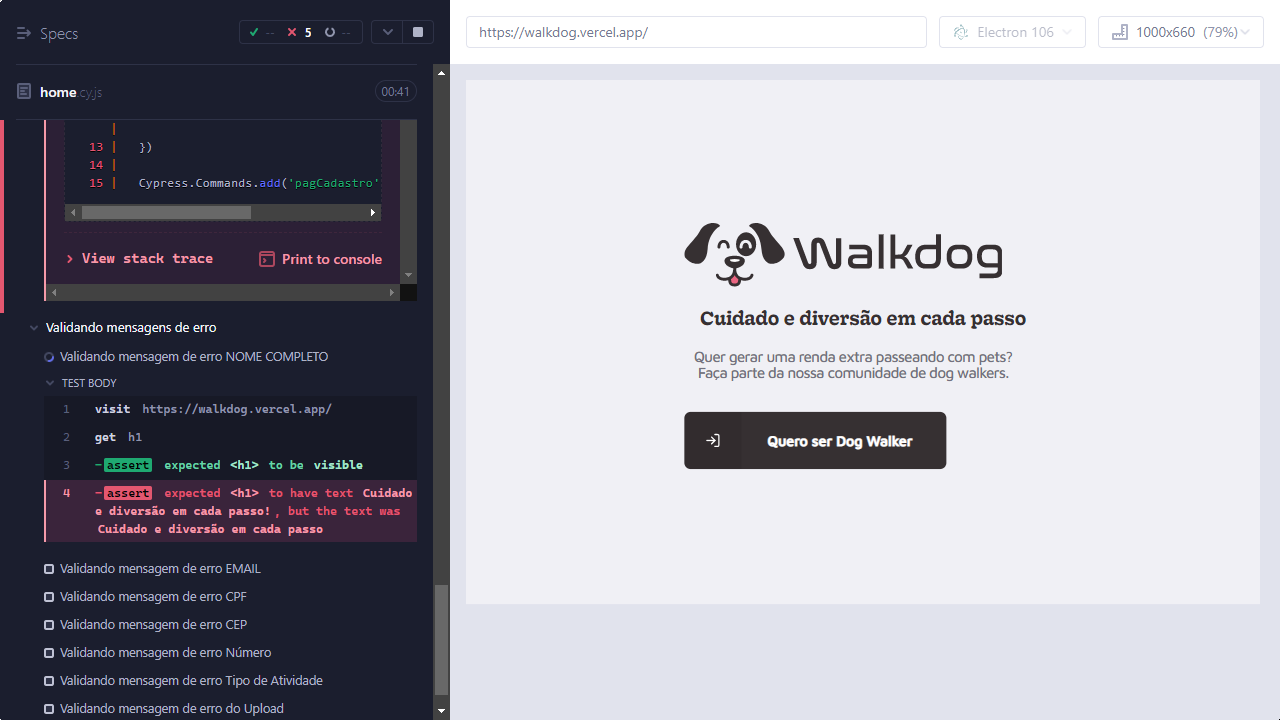 Specs
-- 5 --
home.cy.js
00:41
|
13 | })
14 |
15 | Cypress.Commands.add('pagCadastro'
View stack trace
Print to console
Validando mensagens de erro
Validando mensagem de erro NOME COMPLETO
TEST BODY
1 visit https://walkdog.vercel.app/
2 get h1
3 -assert expected <h1> to be visible
4 -assert expected <h1> to have text Cuidado
e diversão em cada passo!, but the text was
Cuidado e diversão em cada passo
Validando mensagem de erro EMAIL
Validando mensagem de erro CPF
Validando mensagem de erro CEP
Validando mensagem de erro Número
Validando mensagem de erro Tipo de Atividade
Validando mensagem de erro do Upload
https://walkdog.vercel.app/
Electron 106
1000x660 (79%)
Walkdog
Cuidado e diversão em cada passo
Quer gerar uma renda extra passeando com pets?
Faça parte da nossa comunidade de dog walkers.
Quero ser Dog Walker